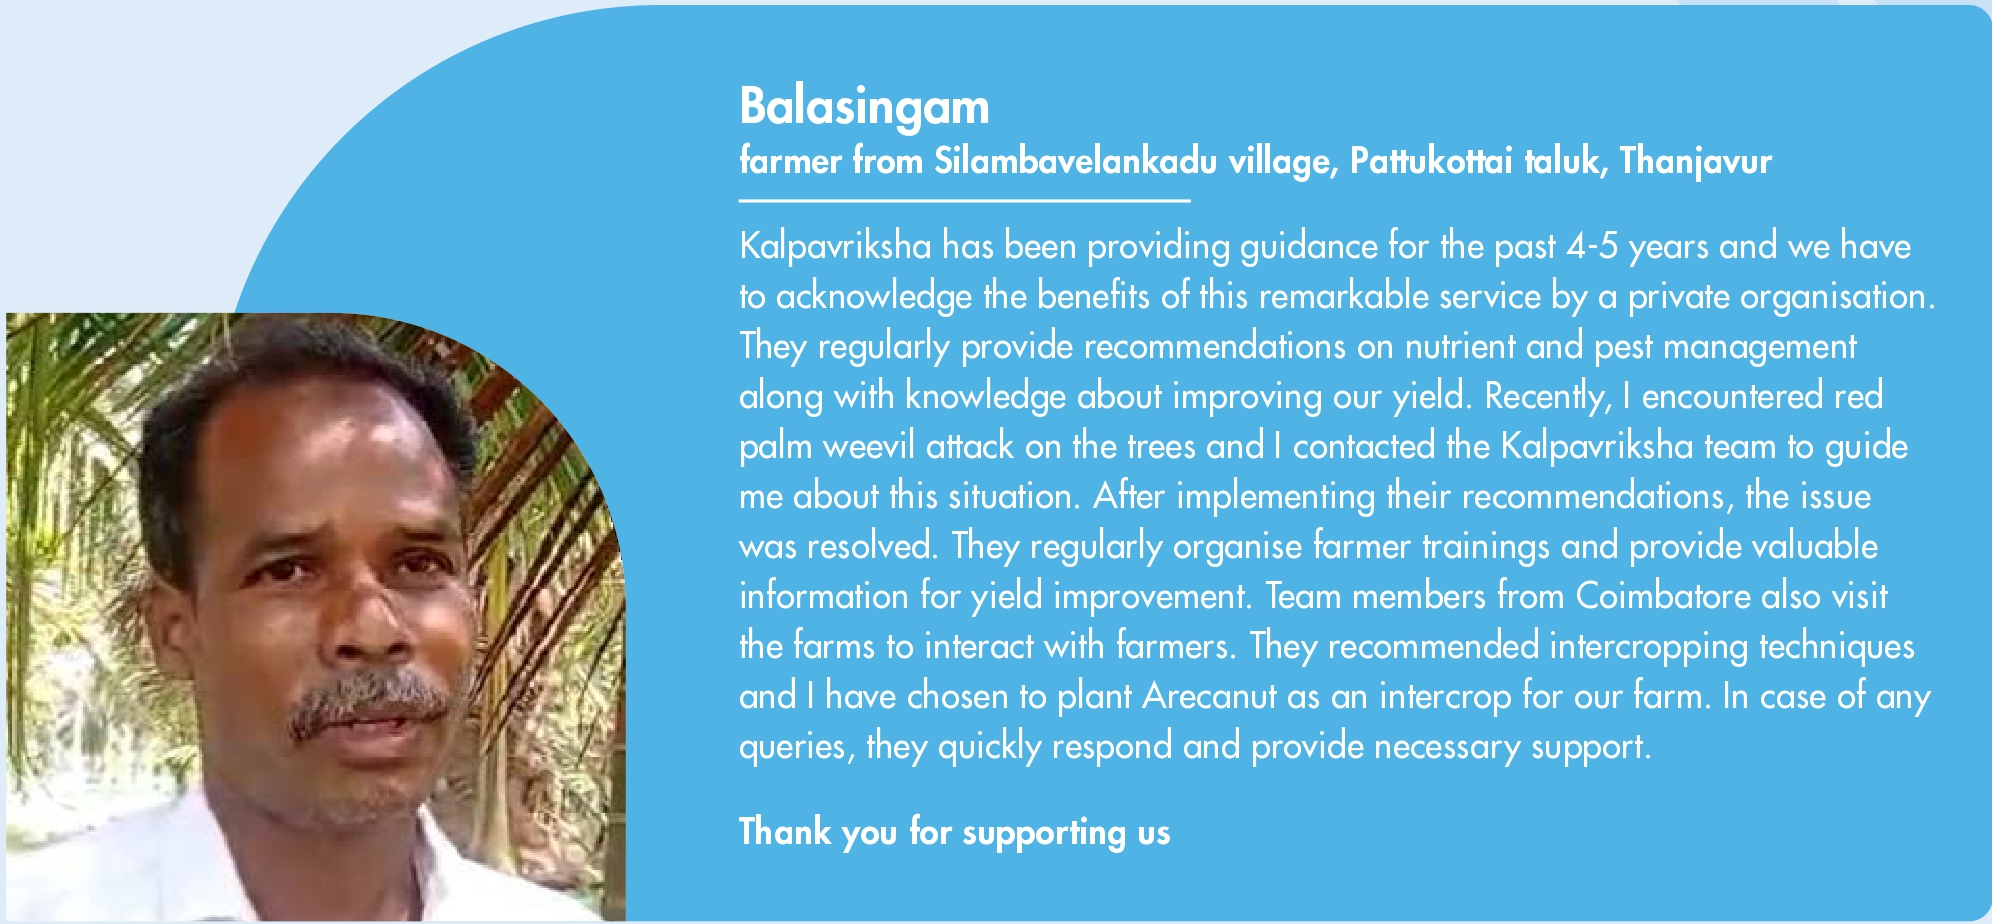 Balasingam
farmer from Silambavelankadu village, Pattukottai taluk, Thanjavur
Kalpavriksha has been providing guidance for the past 4-5 years and we have
to acknowledge the benefits of this remarkable service by a private organisation.
They regularly provide recommendations on nutrient and pest management
along with knowledge about improving our yield. Recently, I encountered red
palm weevil attack on the trees and I contacted the Kalpavriksha team to guide
me about this situation. After implementing their recommendations, the issue
was resolved. They regularly organise farmer trainings and provide valuable
information for yield improvement. Team members from Coimbatore also visit
the farms to interact with farmers. They recommended intercropping techniques
and I have chosen to plant Arecanut as an intercrop for our farm. In case of any
queries, they quickly respond and provide necessary support.
Thank you for supporting us